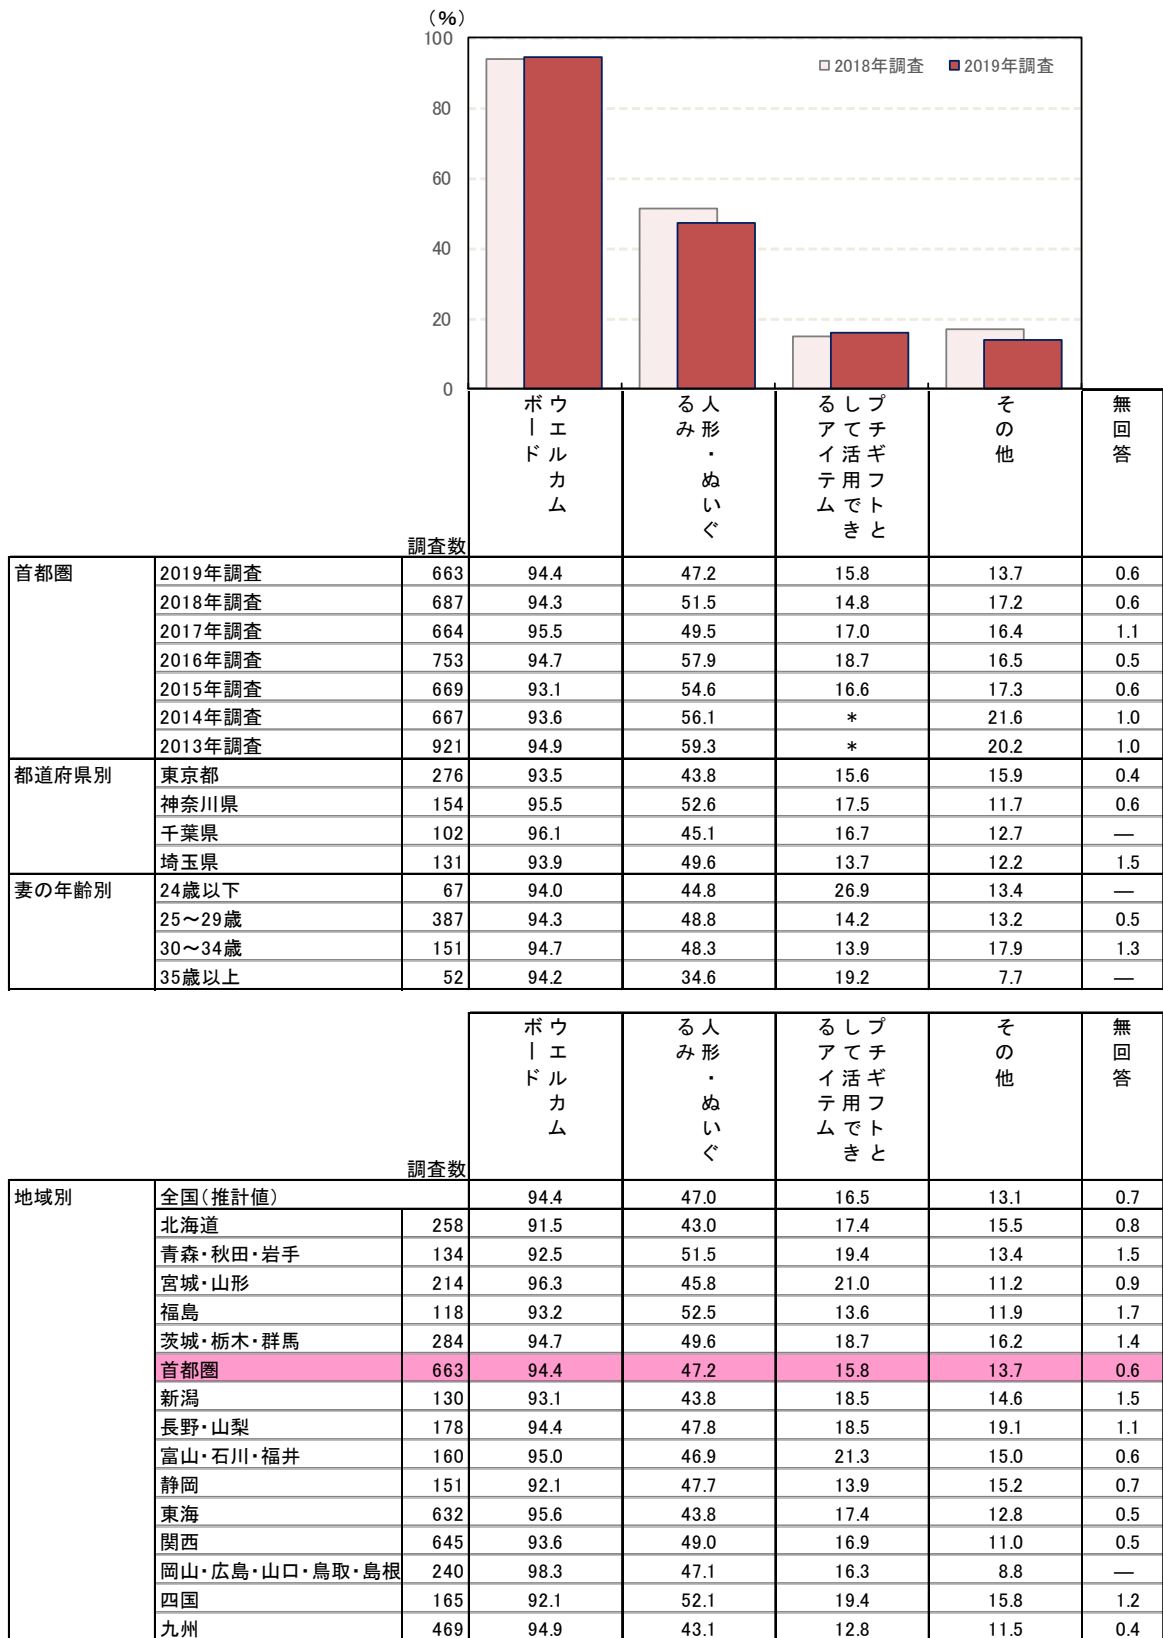 (%)
100
80
60
40
20
0
2018年調査 2019年調査
調査数 ウエルカムボード 人形・ぬいぐるみ プチギフトとして活用できるアイテム その他 無回答
首都圏 2019年調査 663 94.4 47.2 15.8 13.7 0.6
2018年調査 687 94.3 51.5 14.8 17.2 0.6
2017年調査 664 95.5 49.5 17.0 16.4 1.1
2016年調査 753 94.7 57.9 18.7 16.5 0.5
2015年調査 669 93.1 54.6 16.6 17.3 0.6
2014年調査 667 93.6 56.1 * 21.6 1.0
2013年調査 921 94.9 59.3 * 20.2 1.0
都道府県別 東京都 276 93.5 43.8 15.6 15.9 0.4
神奈川県 154 95.5 52.6 17.5 11.7 0.6
千葉県 102 96.1 45.1 16.7 12.7 ―
埼玉県 131 93.9 49.6 13.7 12.2 1.5
妻の年齢別 24歳以下 67 94.0 44.8 26.9 13.4 ―
25～29歳 387 94.3 48.8 14.2 13.2 0.5
30～34歳 151 94.7 48.3 13.9 17.9 1.3
35歳以上 52 94.2 34.6 19.2 7.7 ―
調査数 ウエルカムボード 人形・ぬいぐるみ プチギフトとして活用できるアイテム その他 無回答
地域別 全国(推計値) 94.4 47.0 16.5 13.1 0.7
北海道 258 91.5 43.0 17.4 15.5 0.8
青森・秋田・岩手 134 92.5 51.5 19.4 13.4 1.5
宮城・山形 214 96.3 45.8 21.0 11.2 0.9
福島 118 93.2 52.5 13.6 11.9 1.7
茨城・栃木・群馬 284 94.7 49.6 18.7 16.2 1.4
首都圏 663 94.4 47.2 15.8 13.7 0.6
新潟 130 93.1 43.8 18.5 14.6 1.5
長野・山梨 178 94.4 47.8 18.5 19.1 1.1
富山・石川・福井 160 95.0 46.9 21.3 15.0 0.6
静岡 151 92.1 47.7 13.9 15.2 0.7
東海 632 95.6 43.8 17.4 12.8 0.5
関西 645 93.6 49.0 16.9 11.0 0.5
岡山・広島・山口・鳥取・島根 240 98.3 47.1 16.3 8.8 ―
四国 165 92.1 52.1 19.4 15.8 1.2
九州 469 94.9 43.1 12.8 11.5 0.4